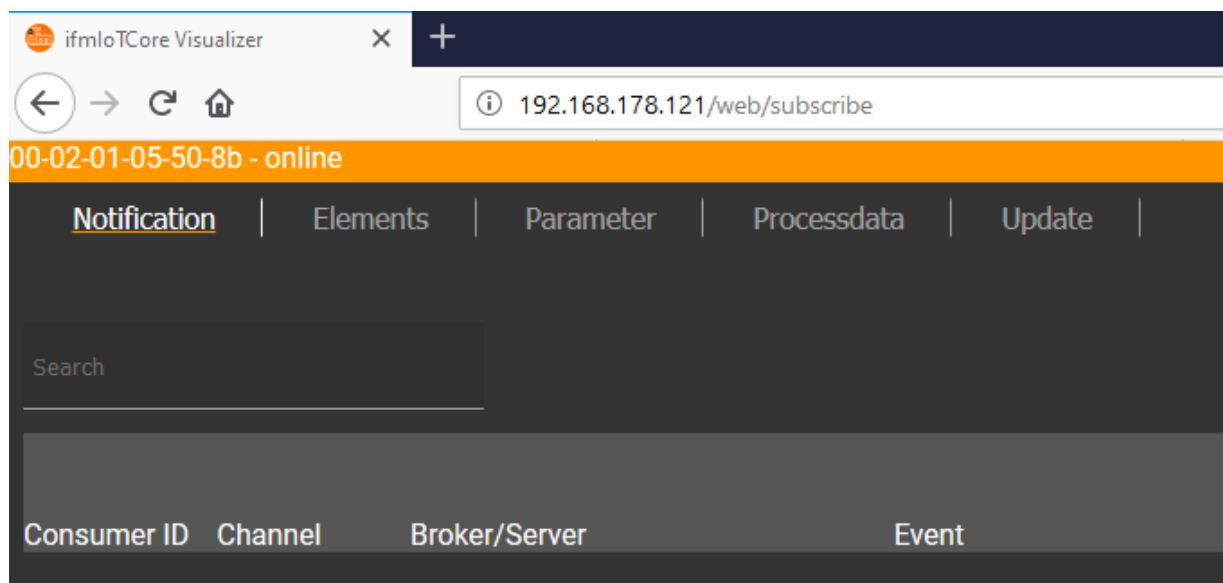 ifm ifmIoTCore Visualizer
192.168.178.121/web/subscribe
00-02-01-05-50-8b - online
Notification Elements Parameter Processdata Update
Search
Consumer ID Channel Broker/Server Event